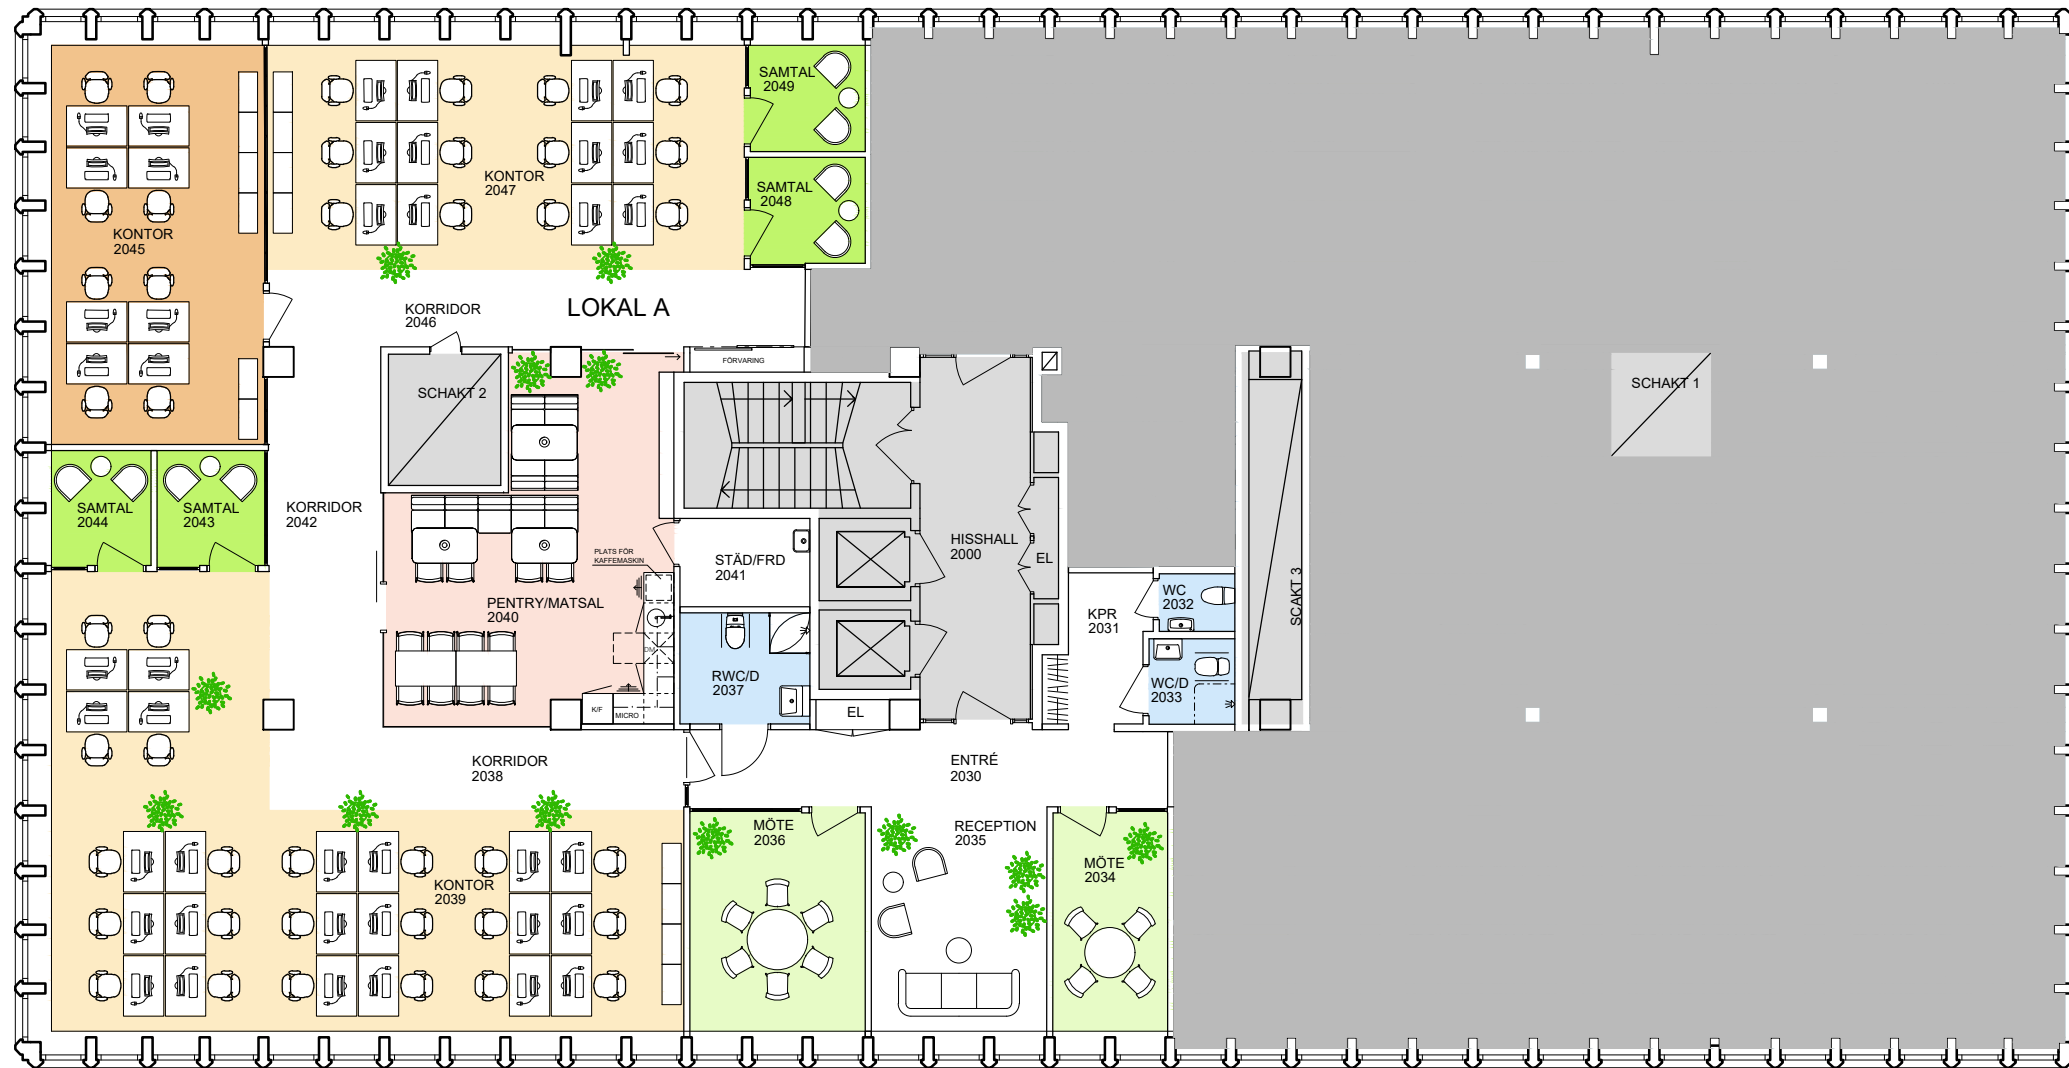 SAMTAL
2049
KONTOR
2047
SAMTAL
2048
KONTOR
2045
KORRIDOR
2046
LOKAL A
FÖRVARING
SCHAKT 2
SCHAKT 1
SAMTAL
2044
SAMTAL
2043
KORRIDOR
2042
PLATS FÖR
KAFFEMASKIN
STÄD/FRD
2041
HISSHALL
2000
EL
PENTRY/MATSAL
2040
KPR
2031
WC
2032
SCAKT 3
DM
RWC/D
2037
WC/D
2033
K/F
MICRO
EL
KORRIDOR
2038
ENTRÉ
2030
MÖTE
2036
RECEPTION
2035
MÖTE
2034
KONTOR
2039